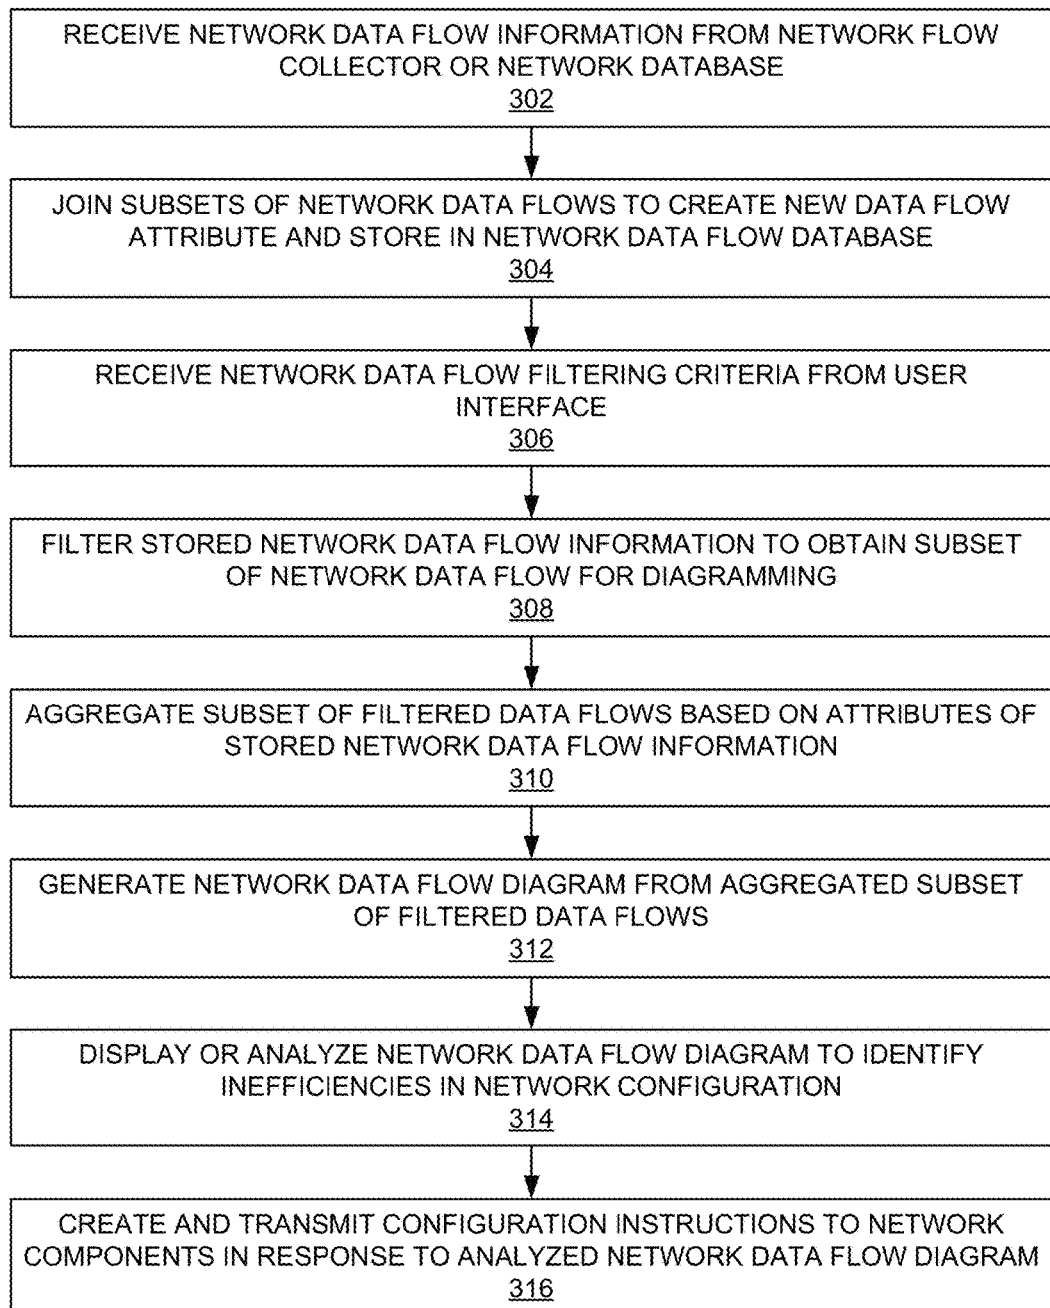 RECEIVE NETWORK DATA FLOW INFORMATION FROM NETWORK FLOW
COLLECTOR OR NETWORK DATABASE
302
JOIN SUBSETS OF NETWORK DATA FLOWS TO CREATE NEW DATA FLOW
ATTRIBUTE AND STORE IN NETWORK DATA FLOW DATABASE
304
RECEIVE NETWORK DATA FLOW FILTERING CRITERIA FROM USER
INTERFACE
306
FILTER STORED NETWORK DATA FLOW INFORMATION TO OBTAIN SUBSET
OF NETWORK DATA FLOW FOR DIAGRAMMING
308
AGGREGATE SUBSET OF FILTERED DATA FLOWS BASED ON ATTRIBUTES OF
STORED NETWORK DATA FLOW INFORMATION
310
GENERATE NETWORK DATA FLOW DIAGRAM FROM AGGREGATED SUBSET
OF FILTERED DATA FLOWS
312
DISPLAY OR ANALYZE NETWORK DATA FLOW DIAGRAM TO IDENTIFY
INEFFICIENCIES IN NETWORK CONFIGURATION
314
CREATE AND TRANSMIT CONFIGURATION INSTRUCTIONS TO NETWORK
COMPONENTS IN RESPONSE TO ANALYZED NETWORK DATA FLOW DIAGRAM
316